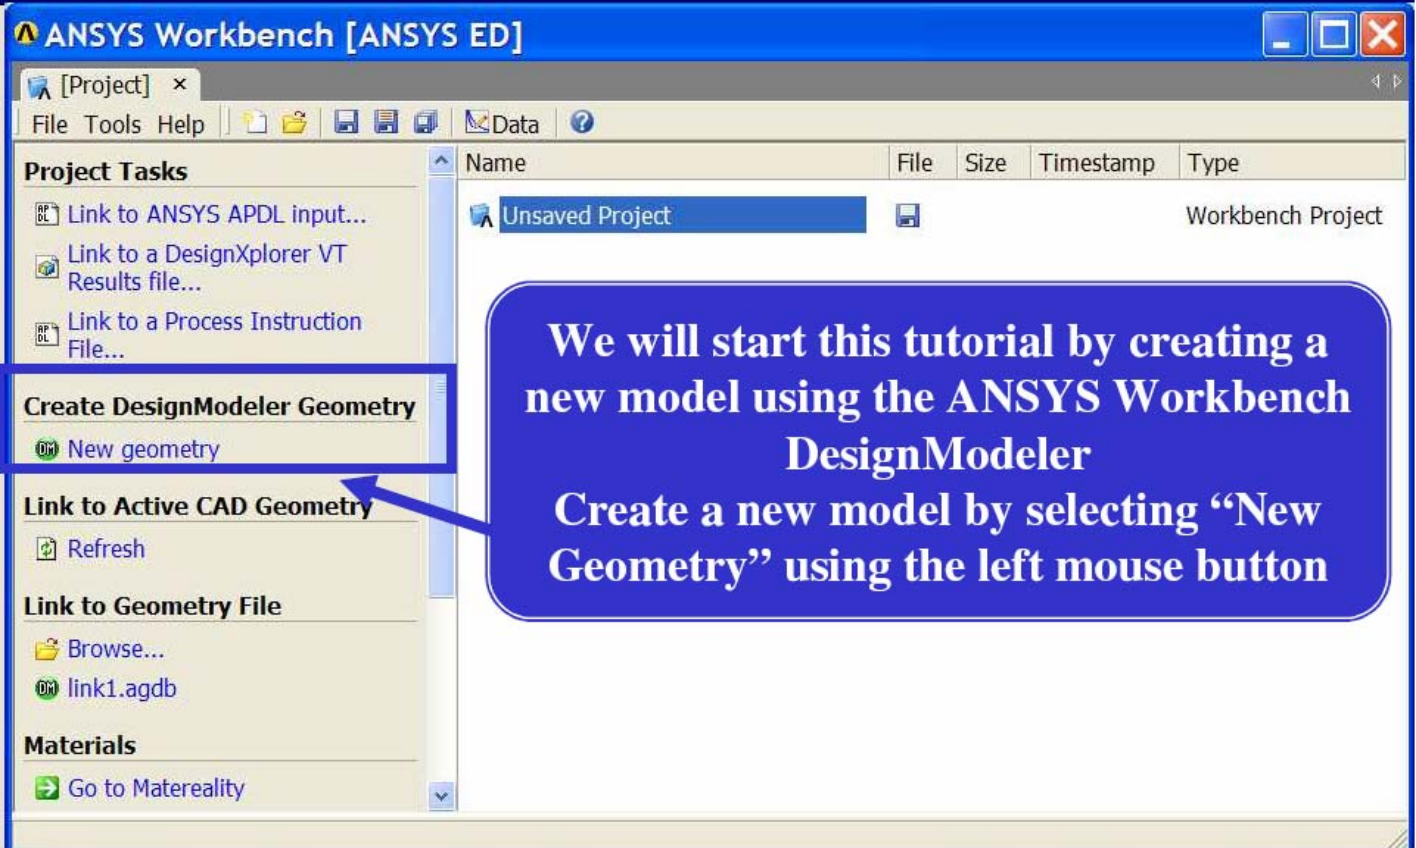 ANSYS Workbench [ANSYS ED]
[Project]
File Tools Help Data
Project Tasks
Link to ANSYS APDL input...
Link to a DesignXplorer VT
Results file...
Link to a Process Instruction
File...
Create DesignModeler Geometry
New geometry
Link to Active CAD Geometry
Refresh
Link to Geometry File
Browse...
link1.agdb
Materials
Go to Matereality
Name File Size Timestamp Type
Unsaved Project Workbench Project
We will start this tutorial by creating a
new model using the ANSYS Workbench
DesignModeler
Create a new model by selecting “New
Geometry” using the left mouse button